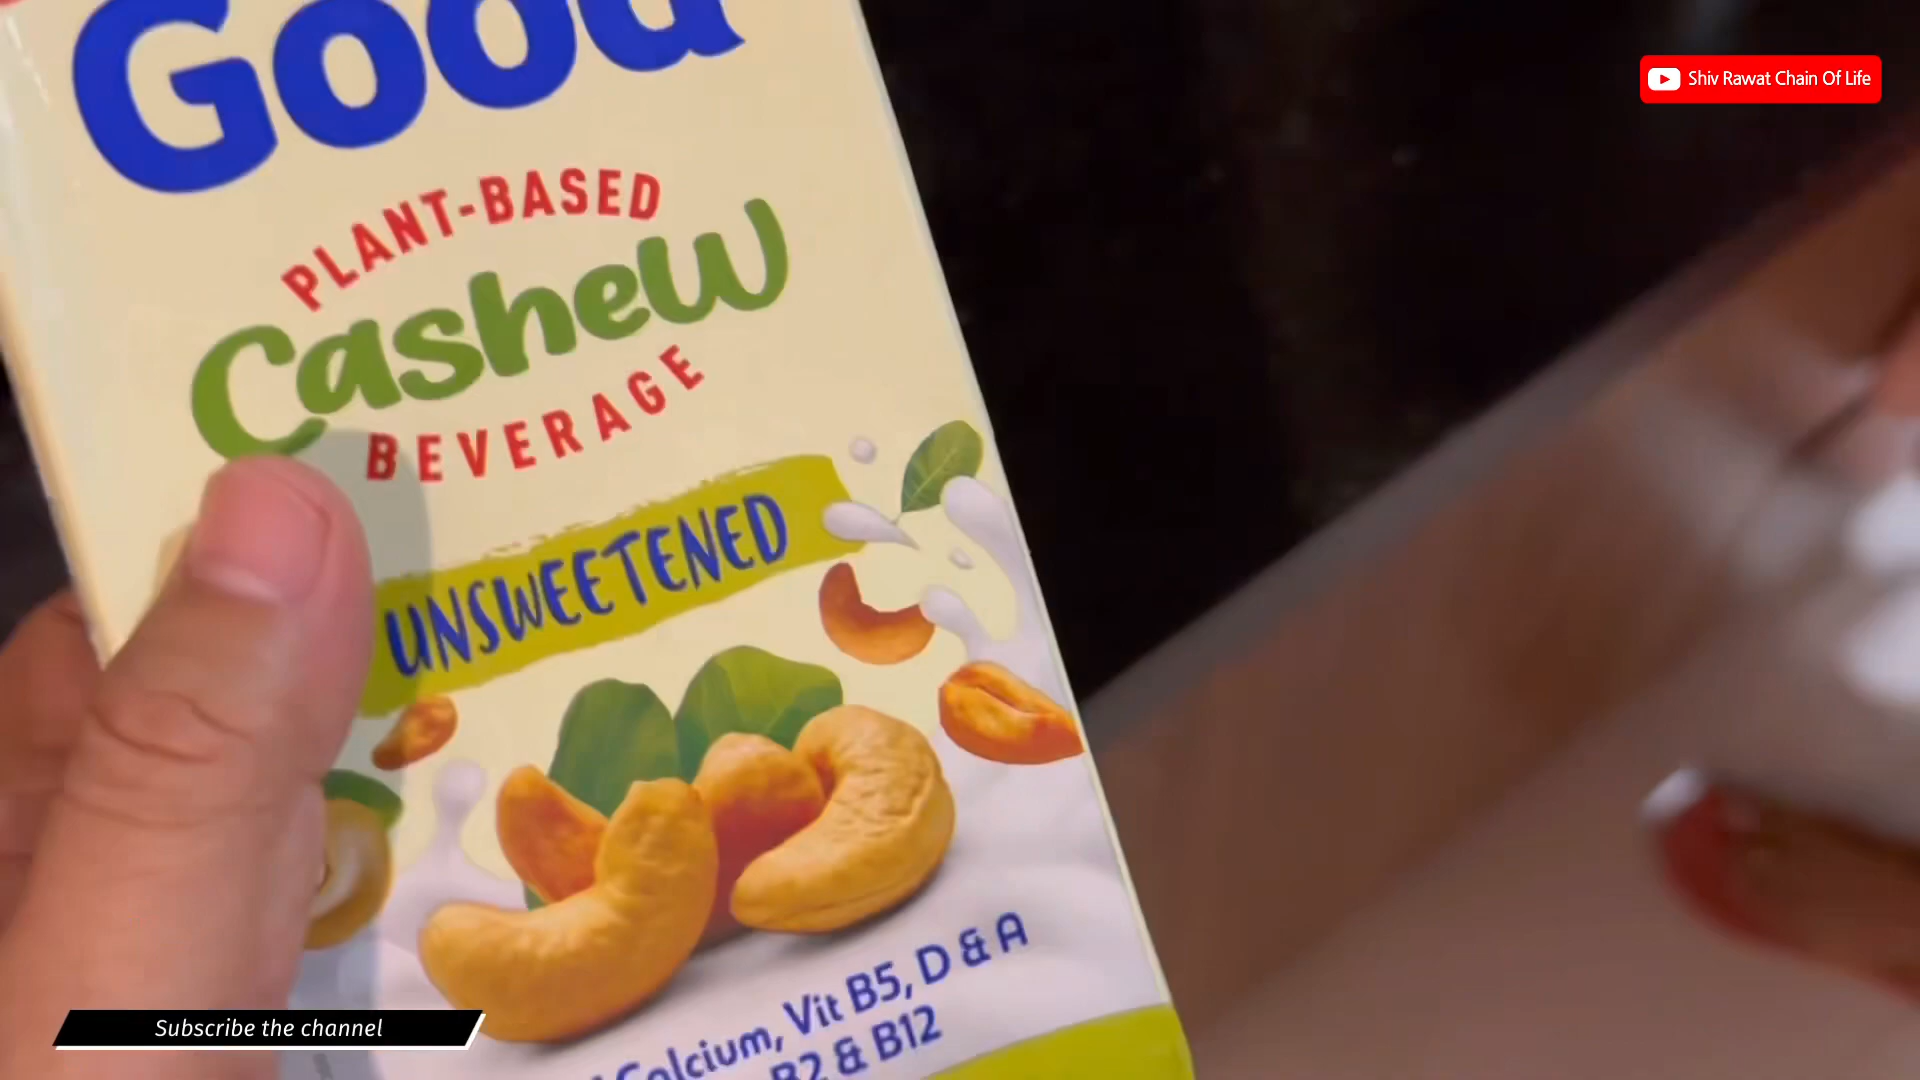 Good
Shiv Rawat Chain Of Life
PLANT-BASED
Cashew
BEVERAGE
UNSWEETENED
Calcium, Vit B5, D & A
B2 & B12
Subscribe the channel